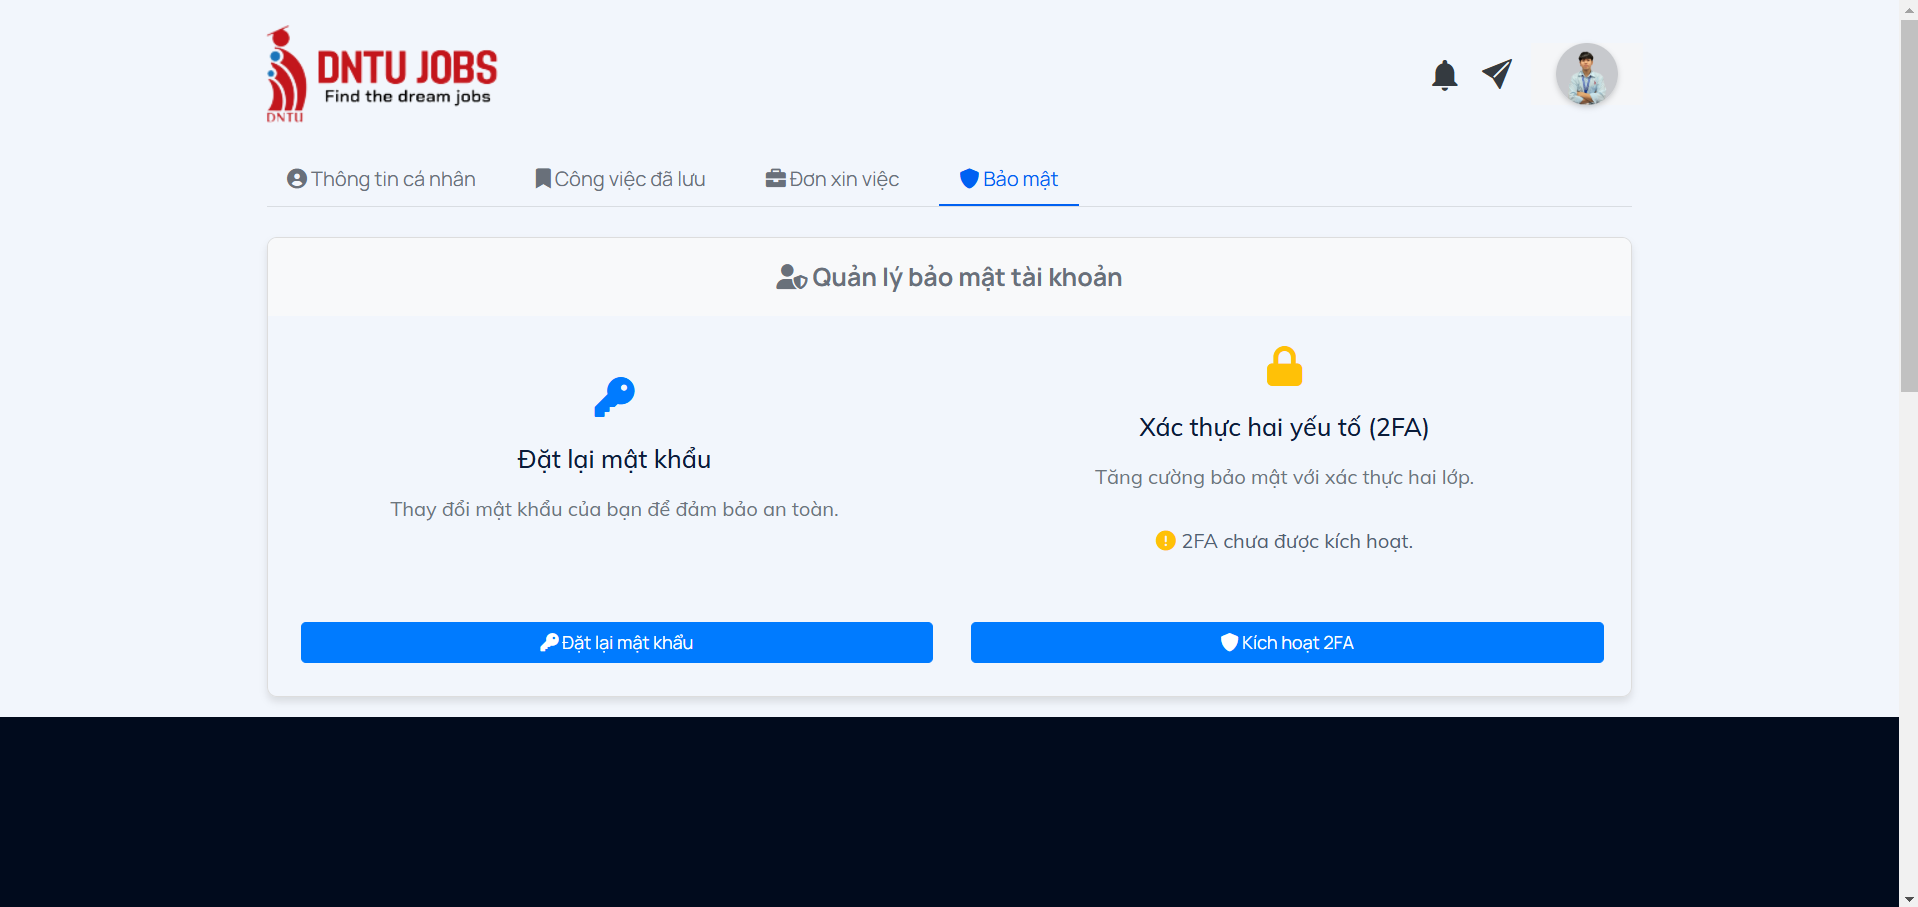 DNTU JOBS
Find the dream jobs
DNTU
Thông tin cá nhân
Công việc đã lưu
Đơn xin việc
Bảo mật
Quản lý bảo mật tài khoản
Đặt lại mật khẩu
Thay đổi mật khẩu của bạn để đảm bảo an toàn.
Đặt lại mật khẩu
Xác thực hai yếu tố (2FA)
Tăng cường bảo mật với xác thực hai lớp.
2FA chưa được kích hoạt.
Kích hoạt 2FA